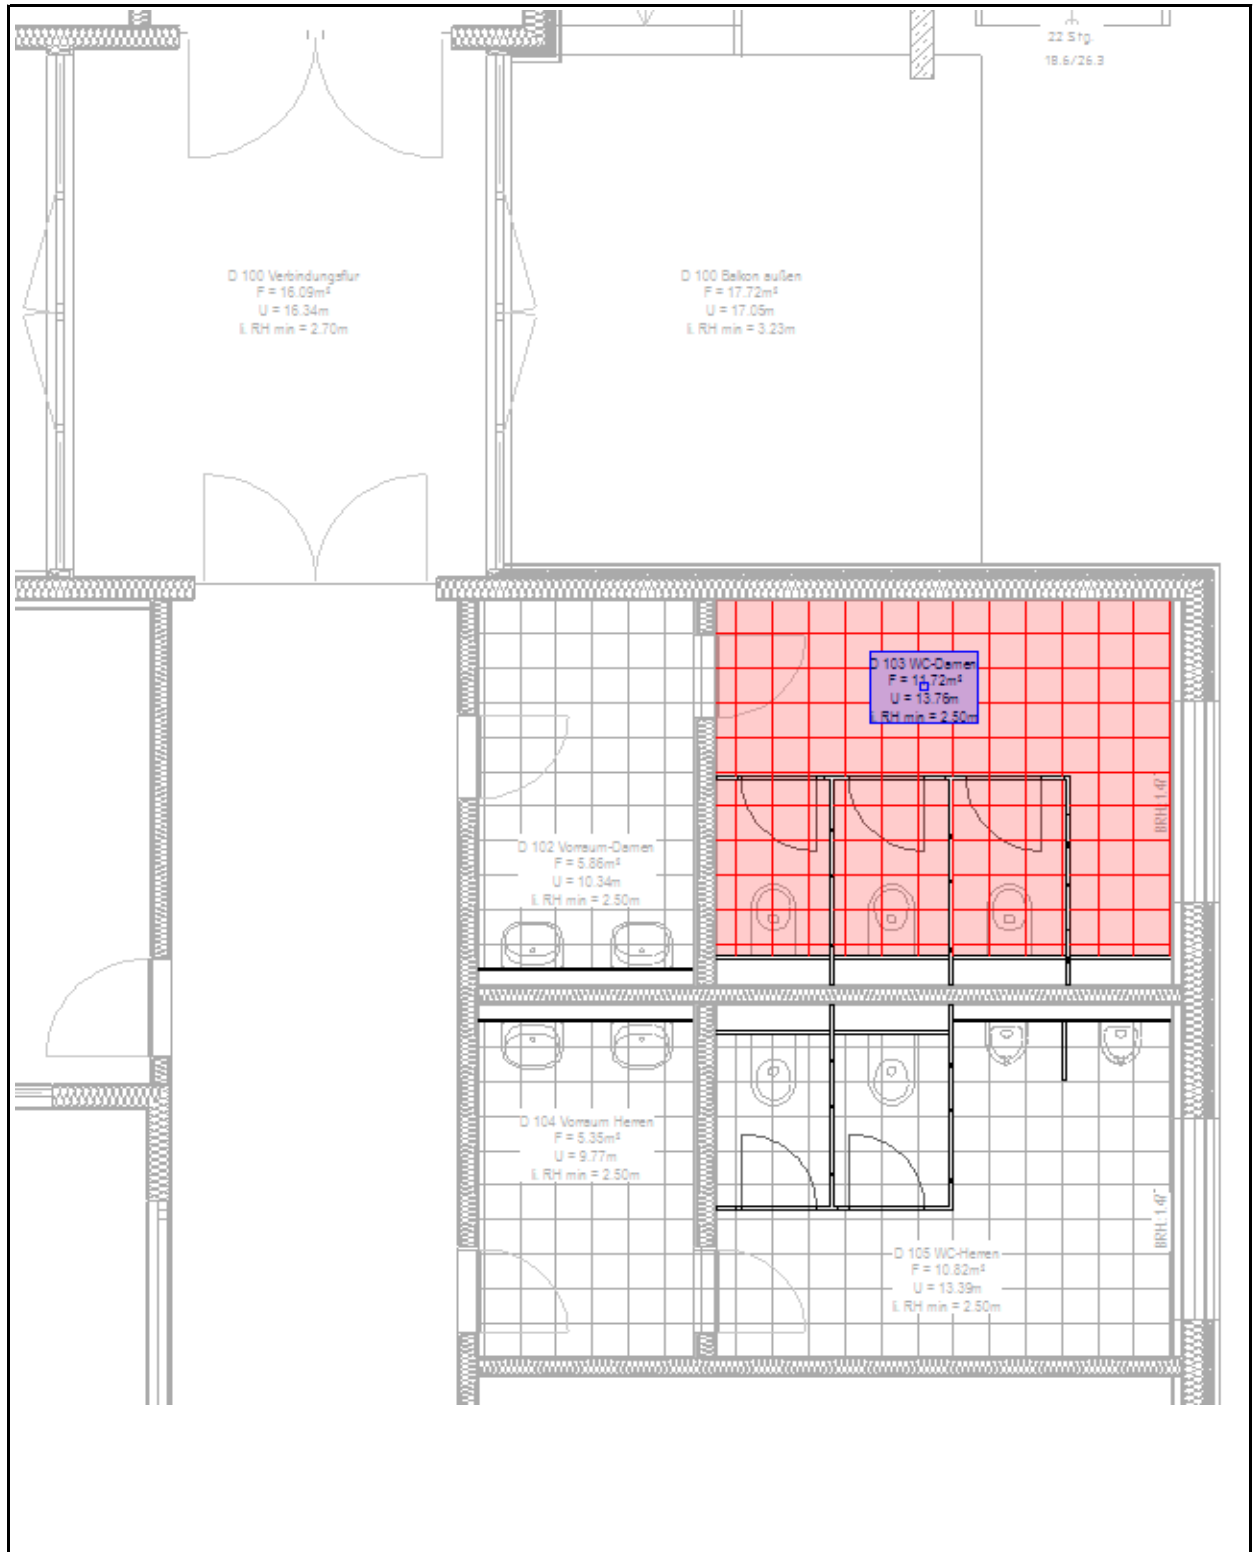 22 Stg.
18.6/26.3
D 100 Verbindungsflur
F = 16.09m²
U = 16.34m
li. RH min = 2.70m
D 100 Balkon außen
F = 17.72m²
U = 17.05m
li. RH min = 3.23m
D 103 WC-Damen
F = 11.72m²
U = 13.76m
li. RH min = 2.50m
BRH: 1.47
D 102 Vorraum-Damen
F = 5.86m²
U = 10.34m
li. RH min = 2.50m
D 104 Vorraum Herren
F = 5.35m²
U = 9.77m
li. RH min = 2.50m
BRH: 1.47
D 105 WC-Herren
F = 10.82m²
U = 13.39m
li. RH min = 2.50m